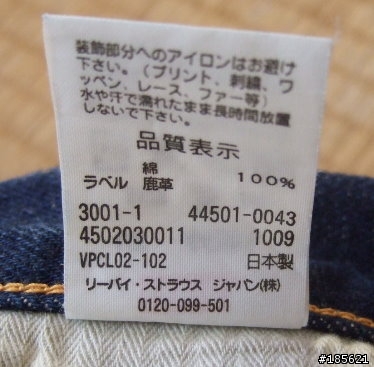 装飾部分へのアイロンはお避け
下さい。(プリント、刺繍、ワ
ッペン、レース、ファー等)
水や汗で濡れたまま長時間放置
しないで下さい。
品質表示
綿 100%
ラベル 鹿革
3001-1 44501-0043
4502030011 1009
VPCL02-102 日本製
リーバイ・ストラウス ジャパン(株)
0120-099-501
#185621